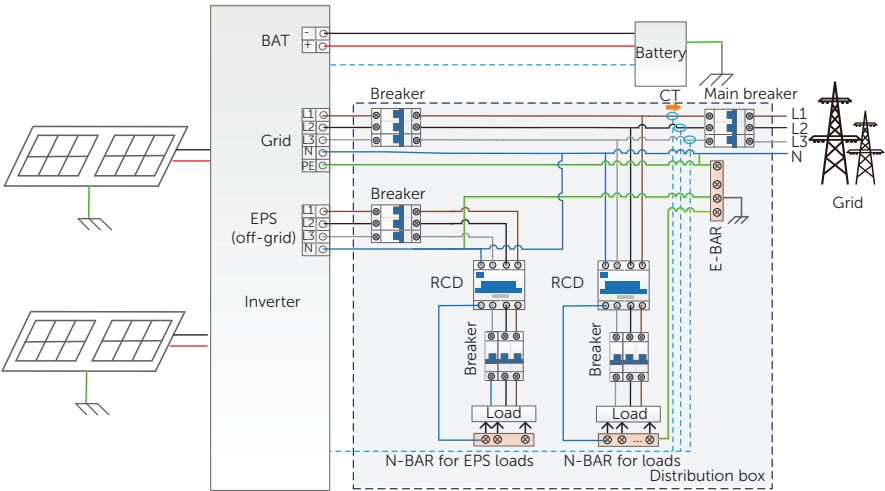 BAT
-
+
Battery
Breaker
CT
Main breaker
Grid
L1
L2
L3
N
PE
L1
L2
L3
N
Grid
Breaker
EPS
(off-grid)
L1
L2
L3
N
E-BAR
RCD
RCD
Inverter
Breaker
Breaker
Load
Load
...
N-BAR for EPS loads
N-BAR for loads
Distribution box